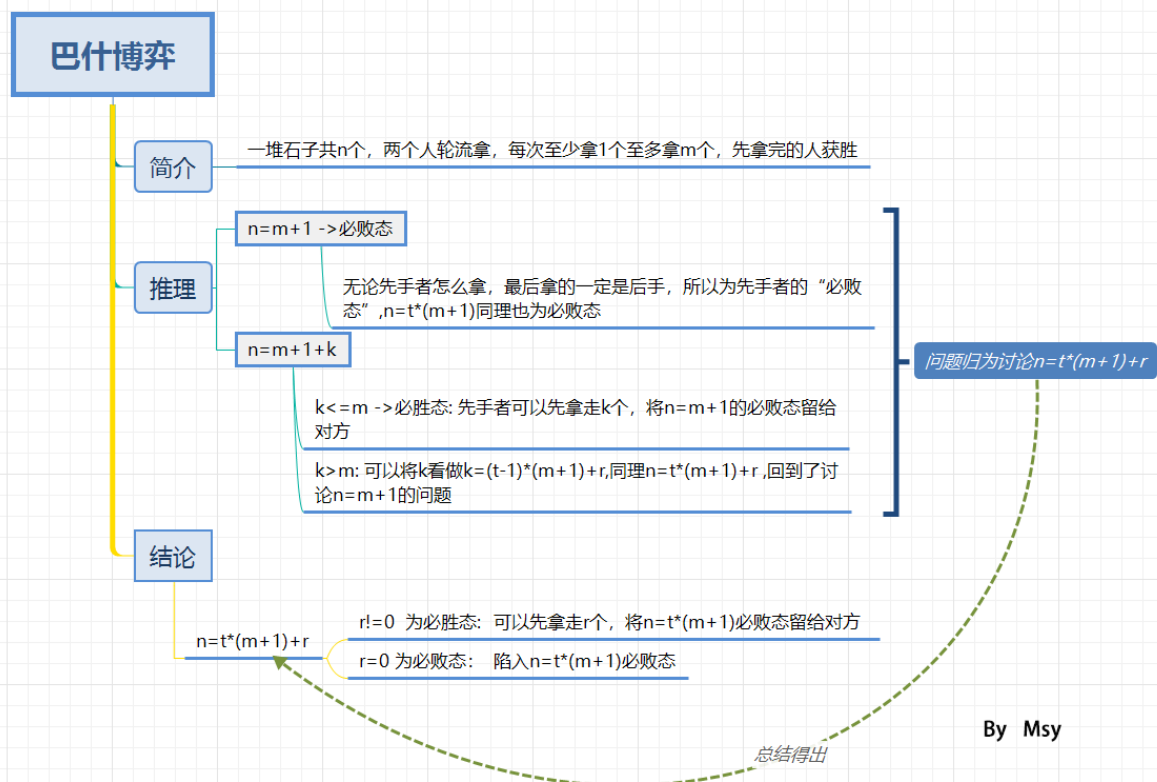 巴什博弈
简介
一堆石子共n个，两个人轮流拿，每次至少拿1个至多拿m个，先拿完的人获胜
推理
n=m+1 ->必败态
无论先手者怎么拿，最后拿的一定是后手，所以为先手者的“必败
态”,n=t*(m+1)同理也为必败态
n=m+1+k
k<=m ->必胜态: 先手者可以先拿走k个，将n=m+1的必败态留给
对方
k>m: 可以将k看做k=(t-1)*(m+1)+r,同理n=t*(m+1)+r ,回到了讨
论n=m+1的问题
问题归为讨论n=t*(m+1)+r
结论
n=t*(m+1)+r
r!=0 为必胜态: 可以先拿走r个，将n=t*(m+1)必败态留给对方
r=0 为必败态： 陷入n=t*(m+1)必败态
总结得出
By Msy